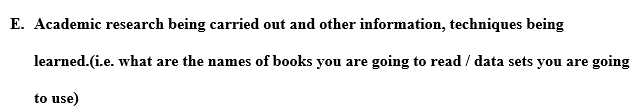 E. Academic research being carried out and other information, techniques being
learned.(i.e. what are the names of books you are going to read / data sets you are going
to use)